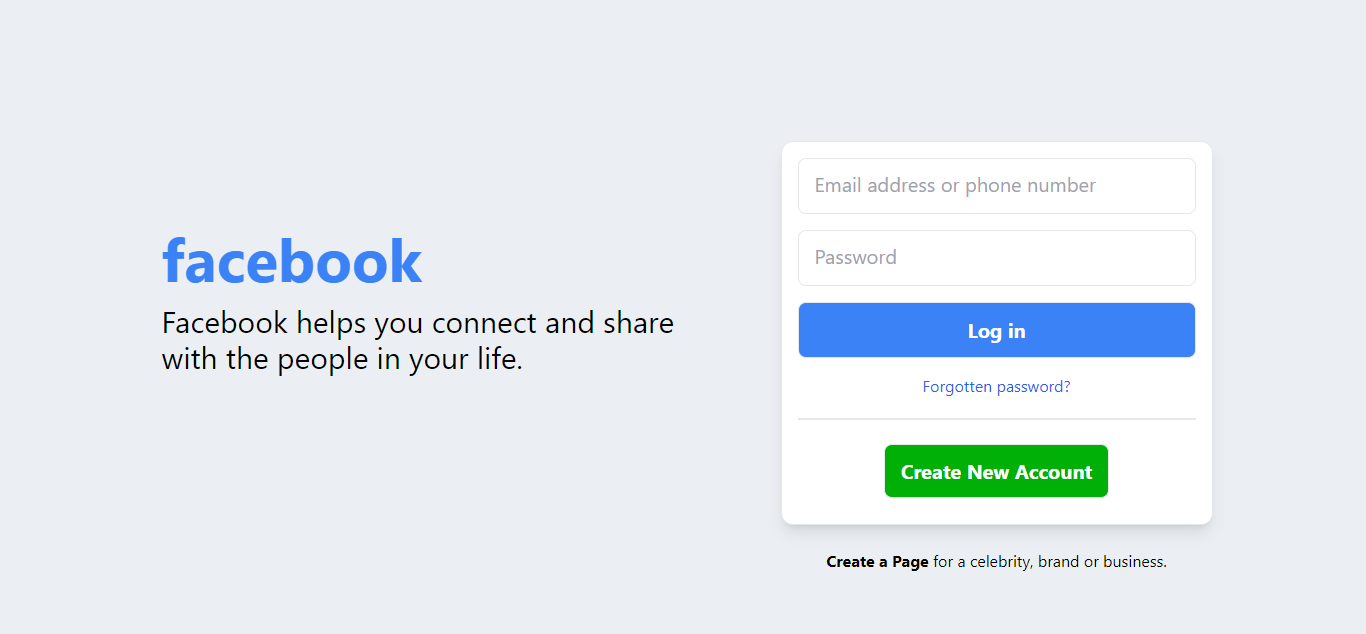 facebook
Facebook helps you connect and share
with the people in your life.
Email address or phone number
Password
Log in
Forgotten password?
Create New Account
Create a Page for a celebrity, brand or business.